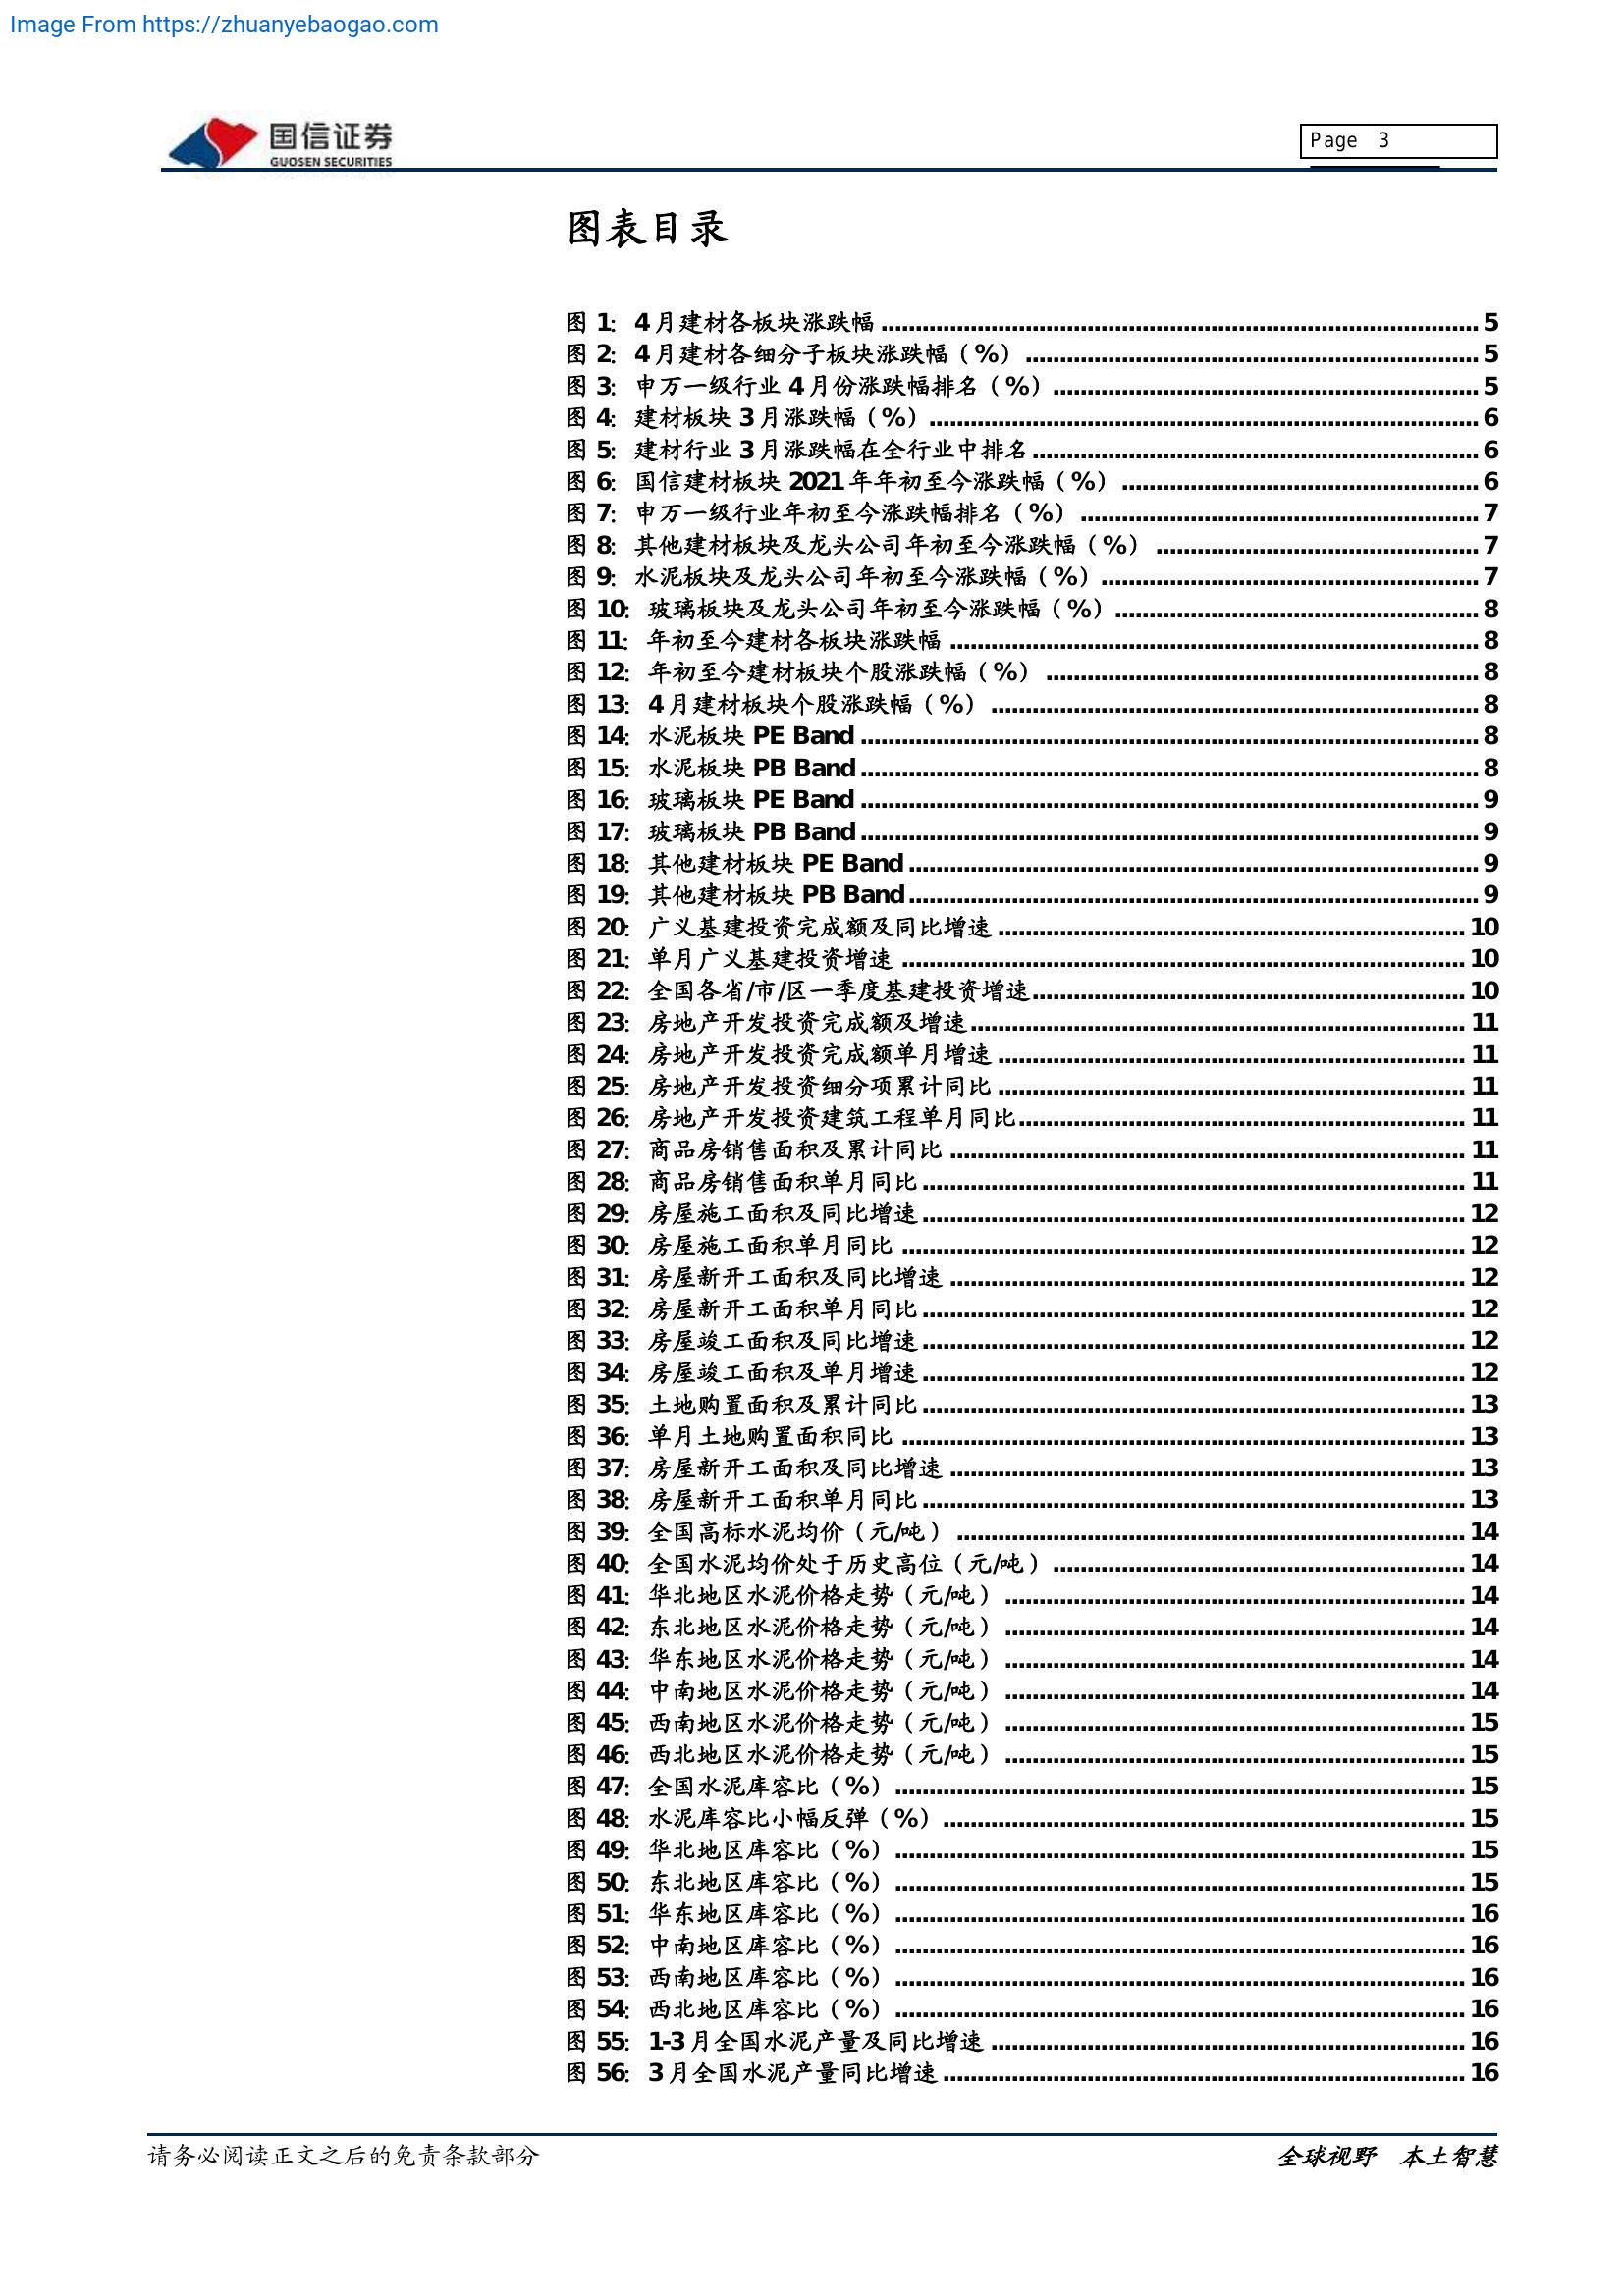 Image From https://zhuanyebaogao.com
国信证券
GUOSEN SECURITIES
Page 3
图表目录
图 1: 4月建材各板块涨跌幅 ........ 5
图 2: 4月建材各细分子板块涨跌幅（%） ........ 5
图 3: 申万一级行业 4月份涨跌幅排名（%） ........ 5
图 4: 建材板块 3月涨跌幅（%） ........ 6
图 5: 建材行业 3月涨跌幅在全行业中排名 ........ 6
图 6: 国信建材板块 2021年年初至今涨跌幅（%） ........ 6
图 7: 申万一级行业年初至今涨跌幅排名（%） ........ 7
图 8: 其他建材板块及龙头公司年初至今涨跌幅（%） ........ 7
图 9: 水泥板块及龙头公司年初至今涨跌幅（%） ........ 7
图 10: 玻璃板块及龙头公司年初至今涨跌幅（%） ........ 8
图 11: 年初至今建材各板块涨跌幅 ........ 8
图 12: 年初至今建材板块个股涨跌幅（%） ........ 8
图 13: 4月建材板块个股涨跌幅（%） ........ 8
图 14: 水泥板块 PE Band ........ 8
图 15: 水泥板块 PB Band ........ 8
图 16: 玻璃板块 PE Band ........ 9
图 17: 玻璃板块 PB Band ........ 9
图 18: 其他建材板块 PE Band ........ 9
图 19: 其他建材板块 PB Band ........ 9
图 20: 广义基建投资完成额及同比增速 ........ 10
图 21: 单月广义基建投资增速 ........ 10
图 22: 全国各省/市/区一季度基建投资增速 ........ 10
图 23: 房地产开发投资完成额及增速 ........ 11
图 24: 房地产开发投资完成额单月增速 ........ 11
图 25: 房地产开发投资细分项累计同比 ........ 11
图 26: 房地产开发投资建筑工程单月同比 ........ 11
图 27: 商品房销售面积及累计同比 ........ 11
图 28: 商品房销售面积单月同比 ........ 11
图 29: 房屋施工面积及同比增速 ........ 12
图 30: 房屋施工面积单月同比 ........ 12
图 31: 房屋新开工面积及同比增速 ........ 12
图 32: 房屋新开工面积单月同比 ........ 12
图 33: 房屋竣工面积及同比增速 ........ 12
图 34: 房屋竣工面积及单月增速 ........ 12
图 35: 土地购置面积及累计同比 ........ 13
图 36: 单月土地购置面积同比 ........ 13
图 37: 房屋新开工面积及同比增速 ........ 13
图 38: 房屋新开工面积单月同比 ........ 13
图 39: 全国高标水泥均价（元/吨） ........ 14
图 40: 全国水泥均价处于历史高位（元/吨） ........ 14
图 41: 华北地区水泥价格走势（元/吨） ........ 14
图 42: 东北地区水泥价格走势（元/吨） ........ 14
图 43: 华东地区水泥价格走势（元/吨） ........ 14
图 44: 中南地区水泥价格走势（元/吨） ........ 14
图 45: 西南地区水泥价格走势（元/吨） ........ 15
图 46: 西北地区水泥价格走势（元/吨） ........ 15
图 47: 全国水泥库容比（%） ........ 15
图 48: 水泥库容比小幅反弹（%） ........ 15
图 49: 华北地区库容比（%） ........ 15
图 50: 东北地区库容比（%） ........ 15
图 51: 华东地区库容比（%） ........ 16
图 52: 中南地区库容比（%） ........ 16
图 53: 西南地区库容比（%） ........ 16
图 54: 西北地区库容比（%） ........ 16
图 55: 1-3月全国水泥产量及同比增速 ........ 16
图 56: 3月全国水泥产量同比增速 ........ 16
请务必阅读正文之后的免责条款部分
全球视野 本土智慧